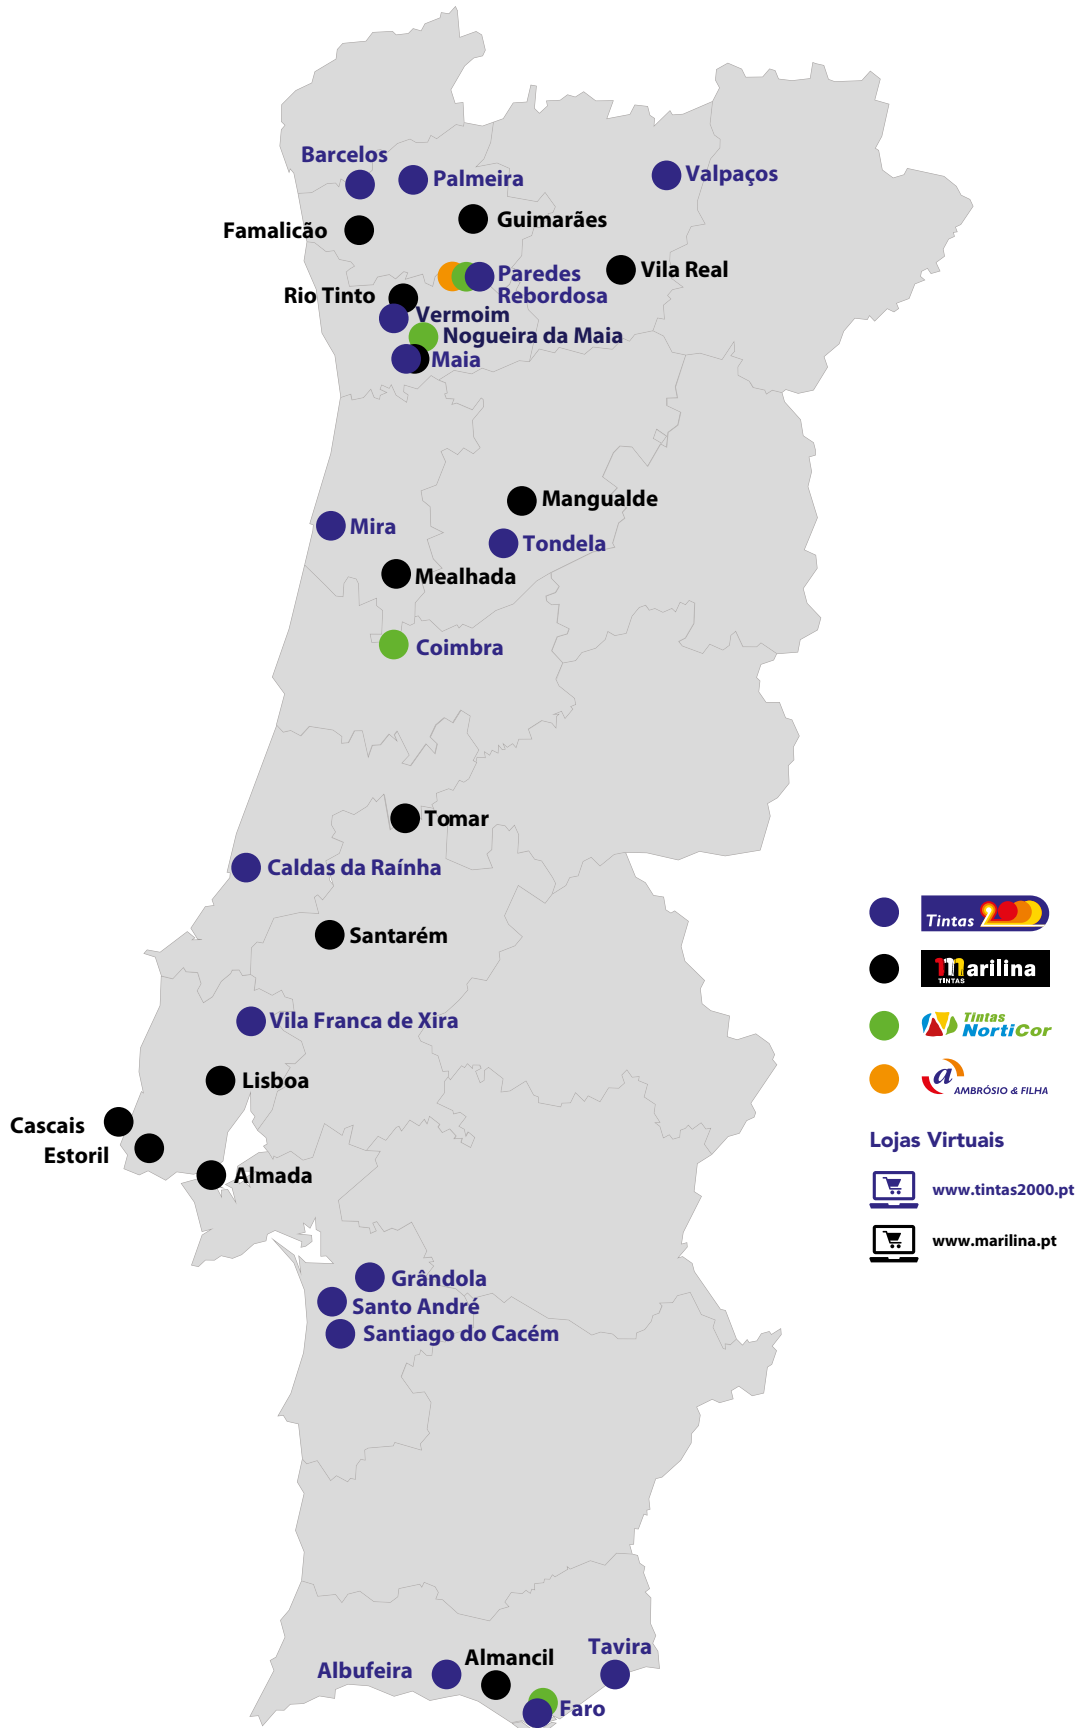 Barcelos
Palmeira
Valpaços
Famalicão
Guimarães
Vila Real
Paredes
Rebordosa
Rio Tinto
Vermoim
Nogueira da Maia
Maia
Mangualde
Mira
Tondela
Mealhada
Coimbra
Tomar
Caldas da Raínha
Santarém
Vila Franca de Xira
Lisboa
Cascais
Estoril
Almada
Grândola
Santo André
Santiago do Cacém
Tavira
Almancil
Albufeira
Faro
Tintas 2000
marilina
TINTAS
Tintas
NortiCor
a
AMBRÓSIO & FILHA
Lojas Virtuais
www.tintas2000.pt
www.marilina.pt